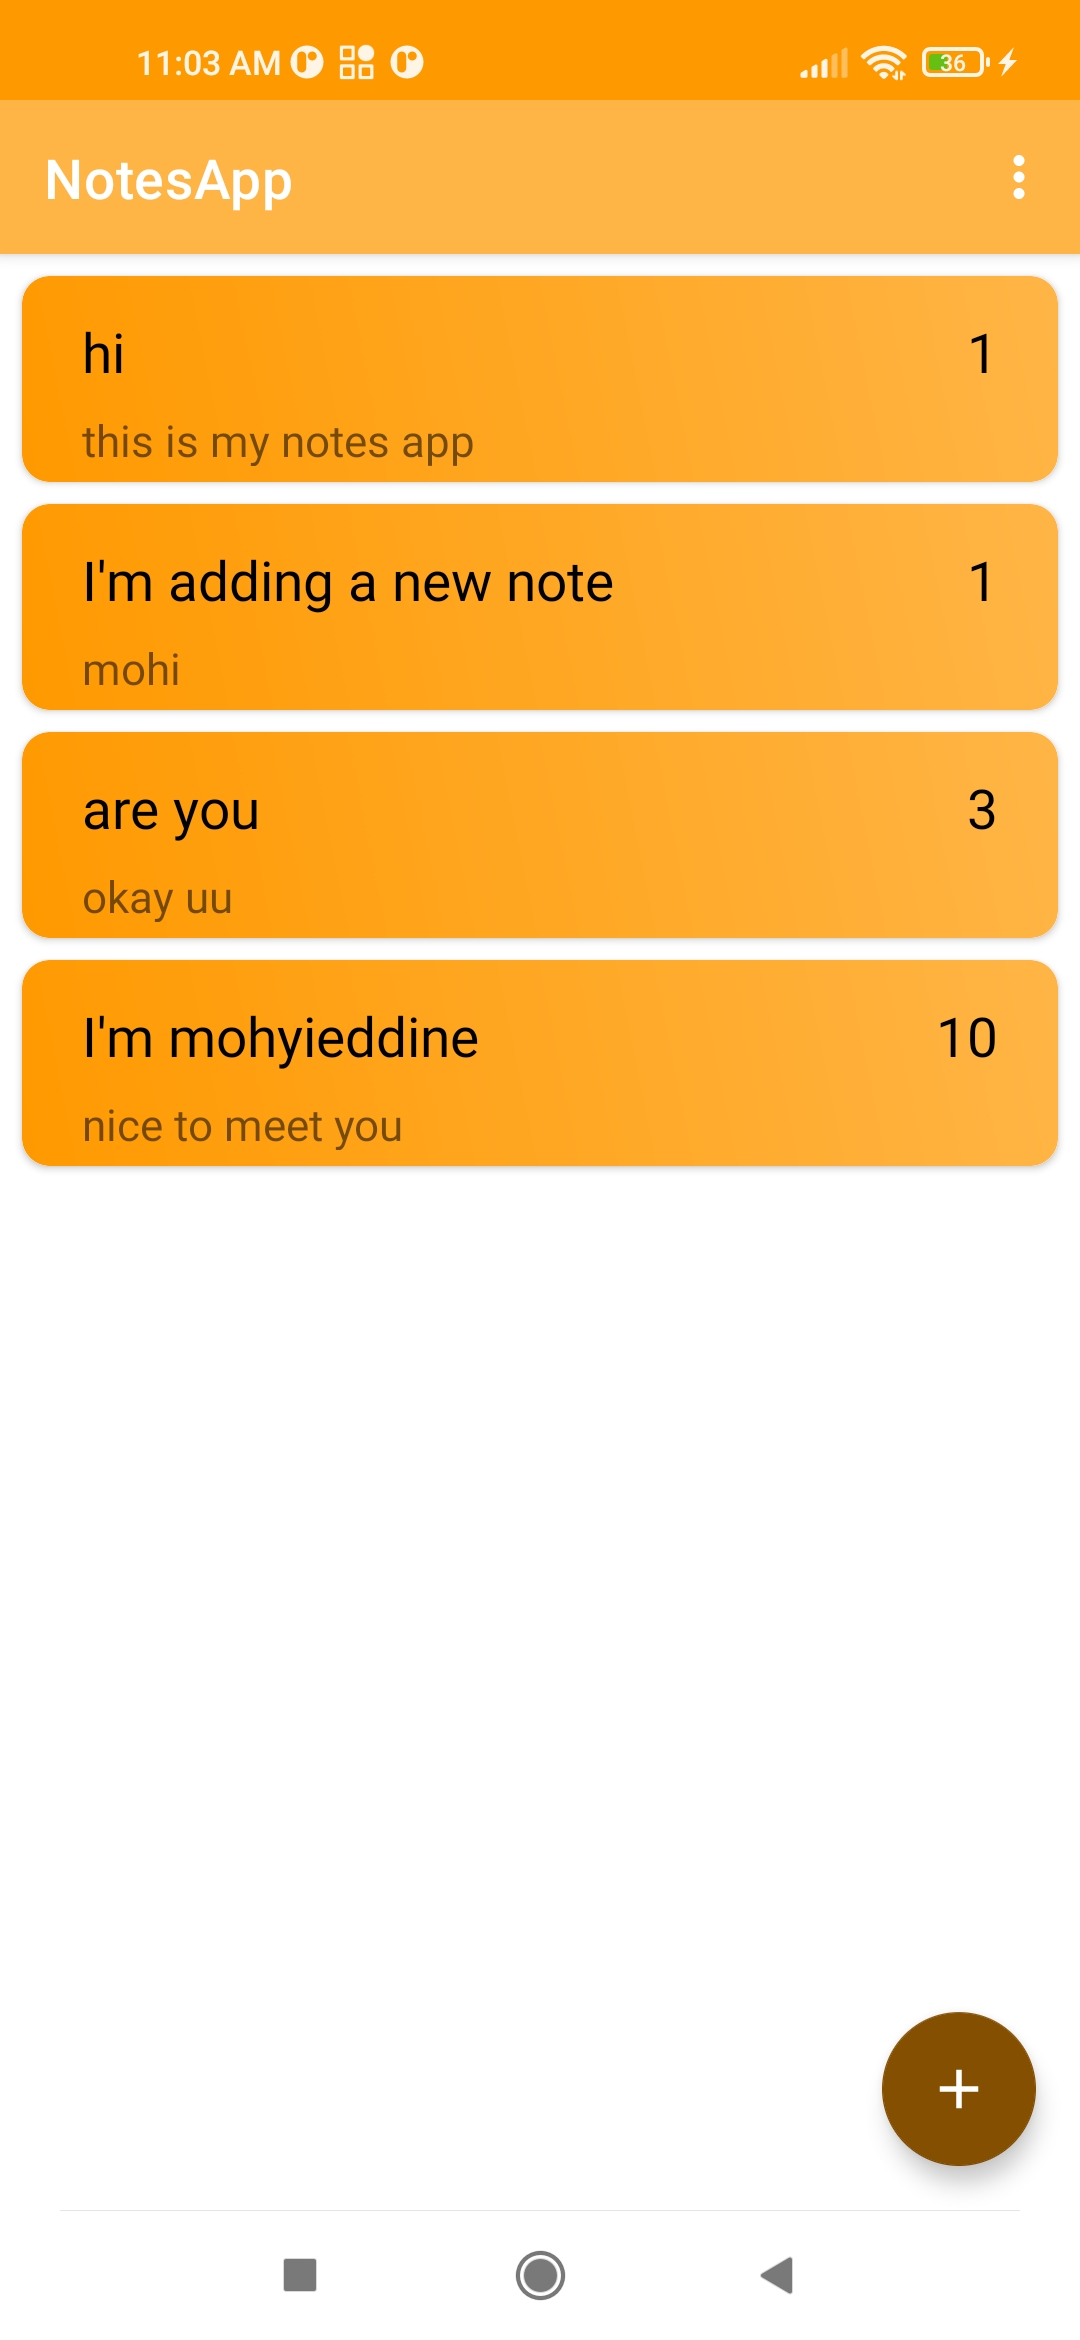 11:03 AM 36
NotesApp
hi 1
this is my notes app
I'm adding a new note 1
mohi
are you 3
okay uu
I'm mohyieddine 10
nice to meet you